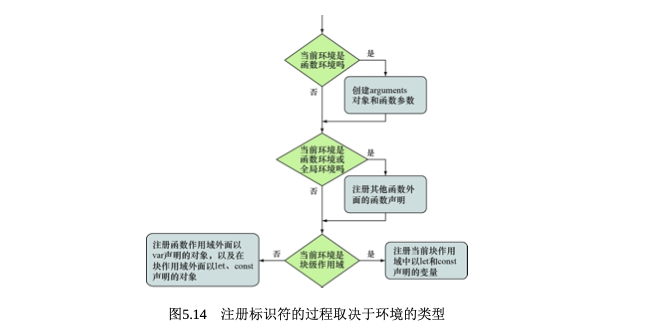 当前环境是
函数环境吗
是
否
创建arguments
对象和函数参数
当前环境是
函数环境或
全局环境吗
是
否
注册其他函数外
面的函数声明
注册函数作用域外面以
var声明的对象，以及在
块作用域外面以let、const
声明的对象
否
当前环境是
块级作用域
是
注册当前块作用
域中以let和const
声明的变量
图5.14 注册标识符的过程取决于环境的类型